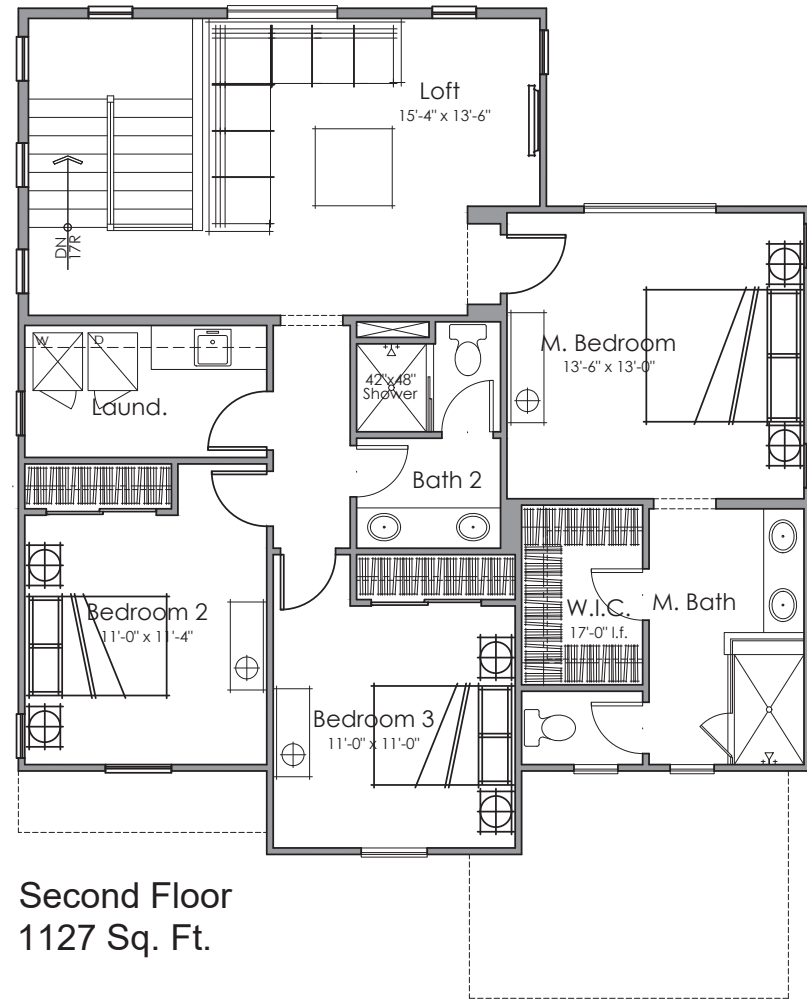 Loft
15'-4" x 13'-6"
DN
17R
M. Bedroom
13'-6" x 13'-0"
W
D
Laund.
42"x48"
Shower
Bath 2
Bedroom 2
11'-0" x 11'-4"
W.I.C.
17'-0" l.f.
M. Bath
Bedroom 3
11'-0" x 11'-0"
Second Floor
1127 Sq. Ft.